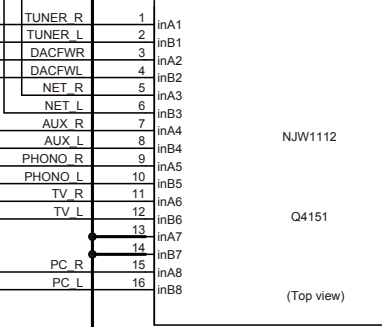 TUNER_R 1 inA1
TUNER_L 2 inB1
DACFWR 3 inA2
DACFWL 4 inB2
NET_R 5 inA3
NET_L 6 inB3
AUX_R 7 inA4
AUX_L 8 inB4
PHONO_R 9 inA5
PHONO_L 10 inB5
TV_R 11 inA6
TV_L 12 inB6
13 inA7
14 inB7
PC_R 15 inA8
PC_L 16 inB8
NJW1112
Q4151
(Top view)